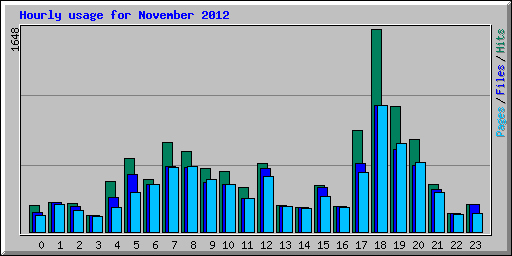 Hourly usage for November 2012
1648
Pages / Files / Hits
0 1 2 3 4 5 6 7 8 9 10 11 12 13 14 15 16 17 18 19 20 21 22 23